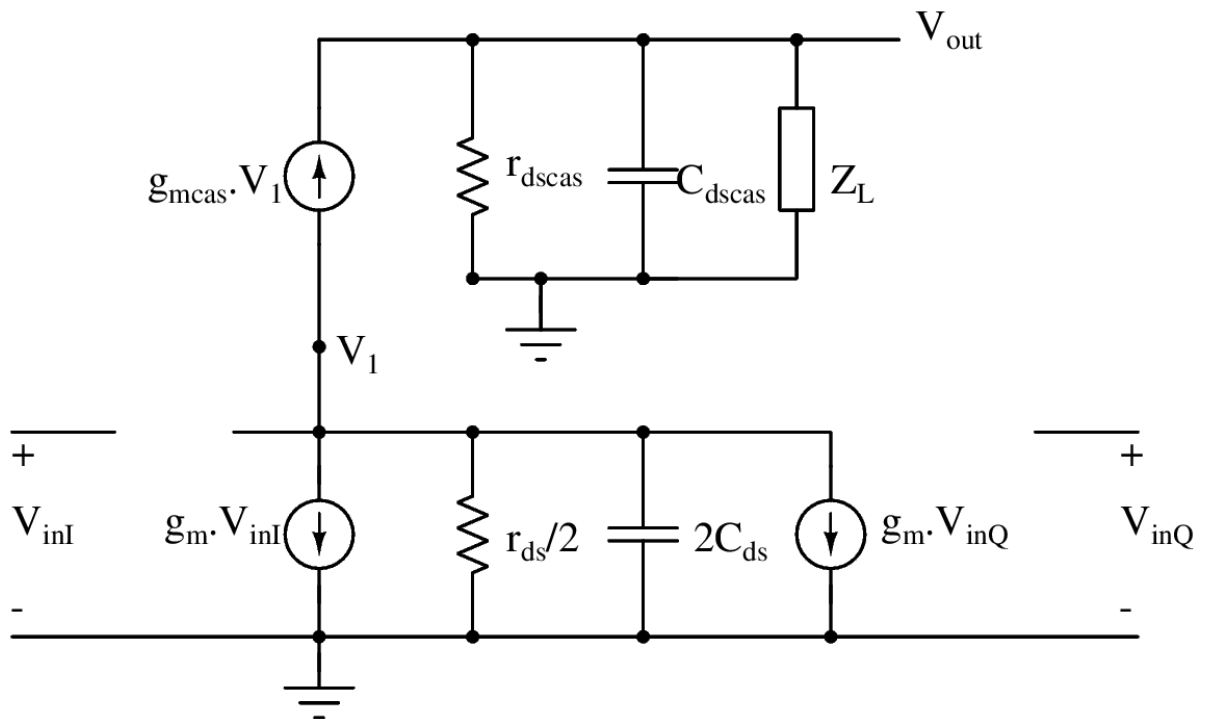 V_out
g_mcas.V_1
r_dscas
C_dscas
Z_L
V_1
+
+
V_inI
g_m.V_inI
r_ds/2
2C_ds
g_m.V_inQ
V_inQ
-
-